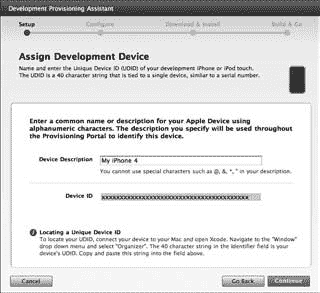 Development Provisioning Assistant
Setup Configure Download & Install Build & Go
Assign Development Device
Name and enter the Unique Device ID (UDID) of your development iPhone or iPod touch.
The UDID is a 40 character string that is tied to a single device, similar to a serial number.
Enter a common name or description for your Apple Device using
alphanumeric characters. The description you specify will be used throughout
the Provisioning Portal to identify this device.
Device Description My iPhone 4
You cannot use special characters such as @, &, *, " in your description.
Device ID
Locating a Unique Device ID
To locate your UDID, connect your device to your Mac and open Xcode. Navigate to the "Window"
drop down menu and select "Organizer". The 40 character string in the Identifier field is your
device's UDID. Copy and paste this string into the field above.
Cancel Go Back Continue